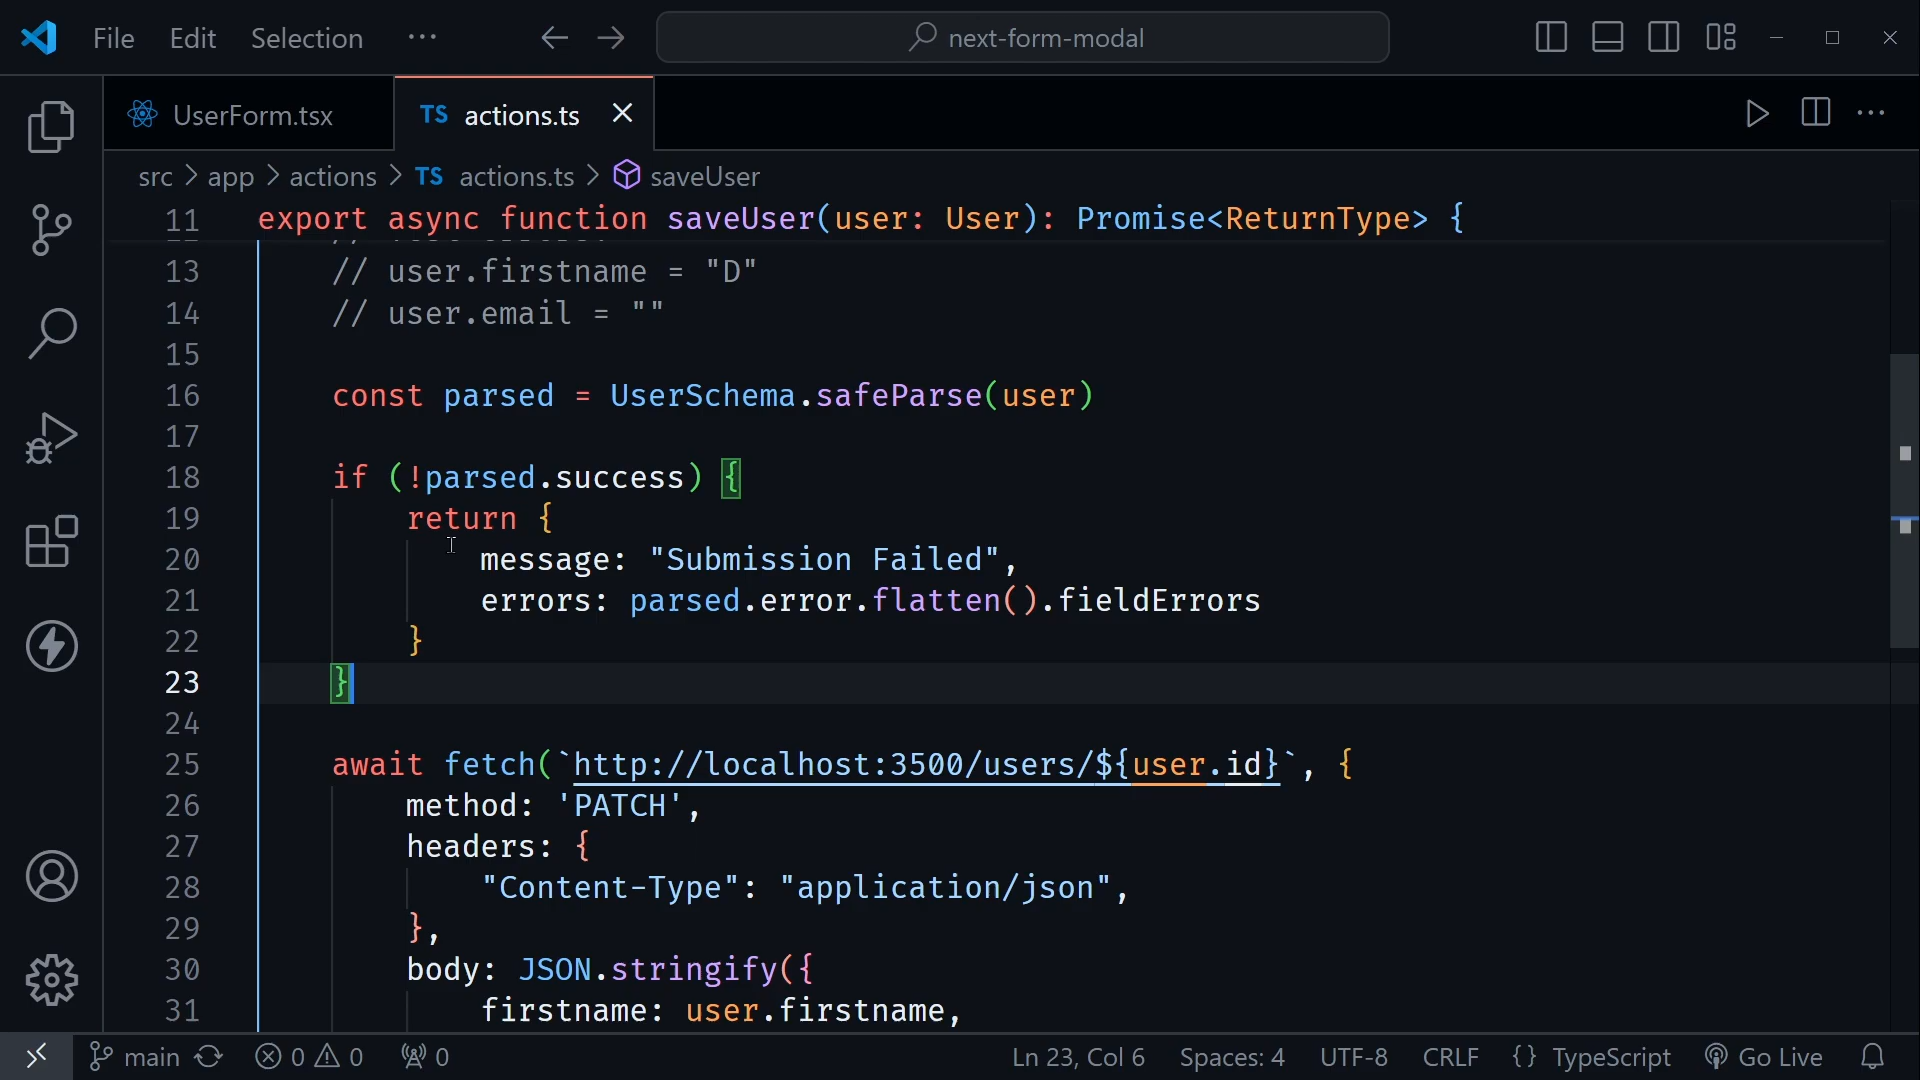 File Edit Selection ··· next-form-modal
UserForm.tsx TS actions.ts
src > app > actions > TS actions.ts > saveUser
11 export async function saveUser(user: User): Promise<ReturnType> {
13 // user.firstname = "D"
14 // user.email = ""
15
16 const parsed = UserSchema.safeParse(user)
17
18 if (!parsed.success) {
19 return {
20 message: "Submission Failed",
21 errors: parsed.error.flatten().fieldErrors
22 }
23 }
24
25 await fetch(`http://localhost:3500/users/${user.id}`, {
26 method: 'PATCH',
27 headers: {
28 "Content-Type": "application/json",
29 },
30 body: JSON.stringify({
31 firstname: user.firstname,
main 0 0 0 Ln 23, Col 6 Spaces: 4 UTF-8 CRLF {} TypeScript Go Live